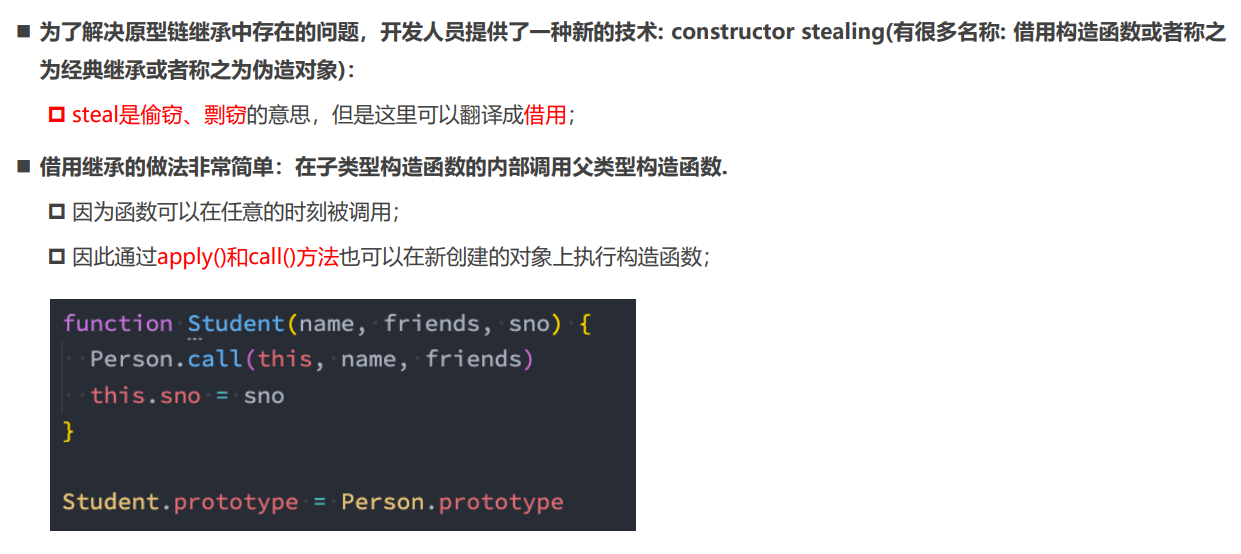 为了解决原型链继承中存在的问题，开发人员提供了一种新的技术: constructor stealing(有很多名称: 借用构造函数或者称之
为经典继承或者称之为伪造对象)：
steal是偷窃、剽窃的意思，但是这里可以翻译成借用；
借用继承的做法非常简单：在子类型构造函数的内部调用父类型构造函数.
因为函数可以在任意的时刻被调用；
因此通过apply()和call()方法也可以在新创建的对象上执行构造函数；
function Student(name, friends, sno) {
  Person.call(this, name, friends)
  this.sno = sno
}
Student.prototype = Person.prototype